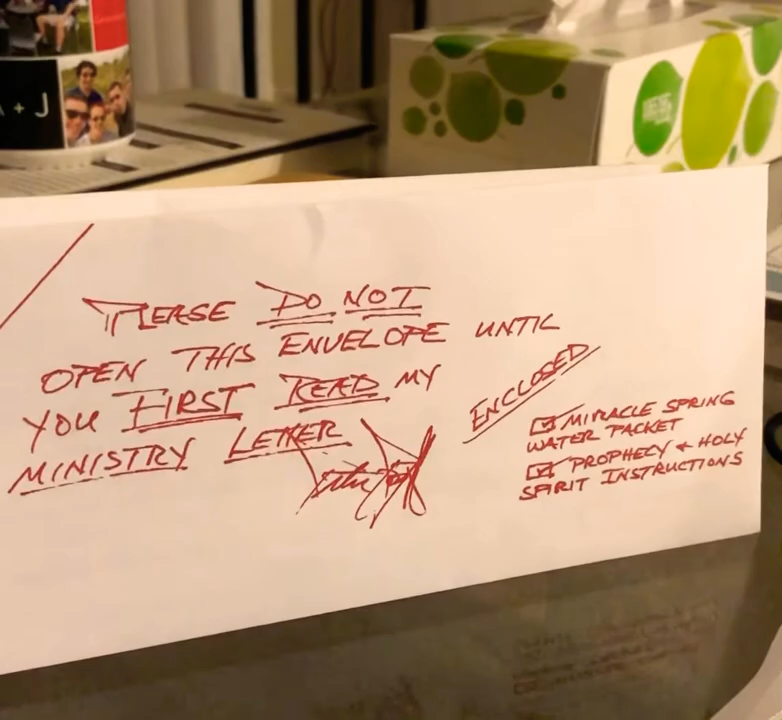 + J
PLEASE DO NOT
OPEN THIS ENVELOPE UNTIL
YOU FIRST READ MY
MINISTRY LETTER
ENCLOSED
☑ MIRACLE SPRING
WATER PACKET
☑ PROPHECY + HOLY
SPIRIT INSTRUCTIONS